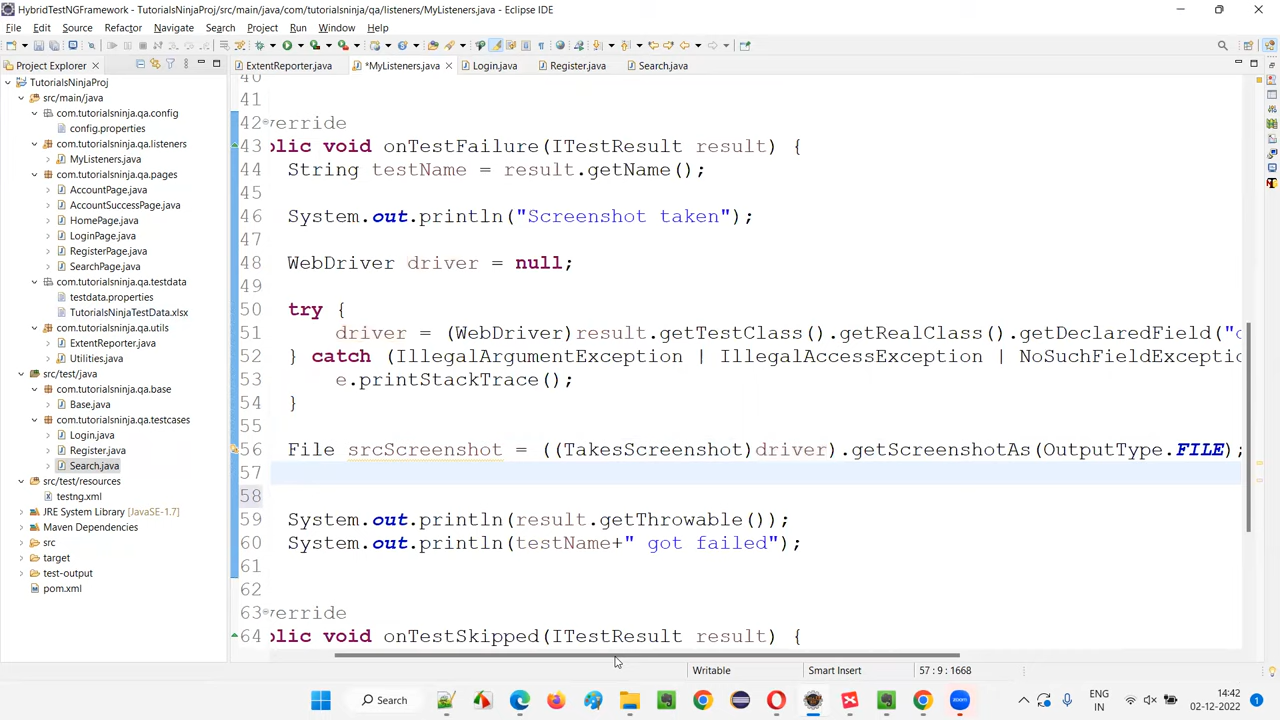 HybridTestNGFramework - TutorialsNinjaProj/src/main/java/com/tutorialsninja/qa/listeners/MyListeners.java - Eclipse IDE
File Edit Source Refactor Navigate Search Project Run Window Help
Project Explorer
ExtentReporter.java *MyListeners.java Login.java Register.java Search.java
TutorialsNinjaProj
src/main/java
com.tutorialsninja.qa.config
config.properties
com.tutorialsninja.qa.listeners
MyListeners.java
com.tutorialsninja.qa.pages
AccountPage.java
AccountSuccessPage.java
HomePage.java
LoginPage.java
RegisterPage.java
SearchPage.java
com.tutorialsninja.qa.testdata
testdata.properties
TutorialsNinjaTestData.xlsx
com.tutorialsninja.qa.utils
ExtentReporter.java
Utilities.java
src/test/java
com.tutorialsninja.qa.base
Base.java
com.tutorialsninja.qa.testcases
Login.java
Register.java
Search.java
src/test/resources
testng.xml
JRE System Library [JavaSE-1.7]
Maven Dependencies
src
target
test-output
pom.xml
40
41
42 verride
43 blic void onTestFailure(ITestResult result) {
44 String testName = result.getName();
45
46 System.out.println("Screenshot taken");
47
48 WebDriver driver = null;
49
50 try {
51 driver = (WebDriver)result.getTestClass().getRealClass().getDeclaredField("
52 } catch (IllegalArgumentException | IllegalAccessException | NoSuchFieldExceptio
53 e.printStackTrace();
54 }
55
56 File srcScreenshot = ((TakesScreenshot)driver).getScreenshotAs(OutputType.FILE);
57
58
59 System.out.println(result.getThrowable());
60 System.out.println(testName+" got failed");
61
62
63 verride
64 blic void onTestSkipped(ITestResult result) {
Writable Smart Insert 57 : 9 : 1668
Search
ENG
IN
14:42
02-12-2022
1